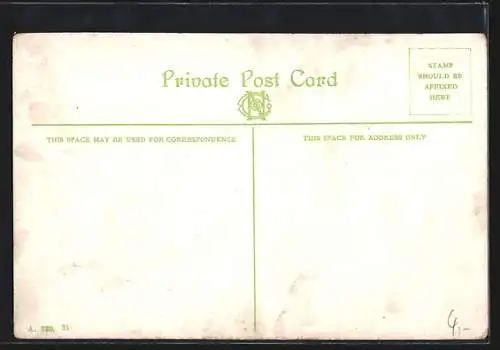 Private Post Card
STAMP
SHOULD BE
AFFIXED
HERE
THIS SPACE MAY BE USED FOR CORRESPONDENCE
THIS SPACE FOR ADDRESS ONLY
A.
4,-